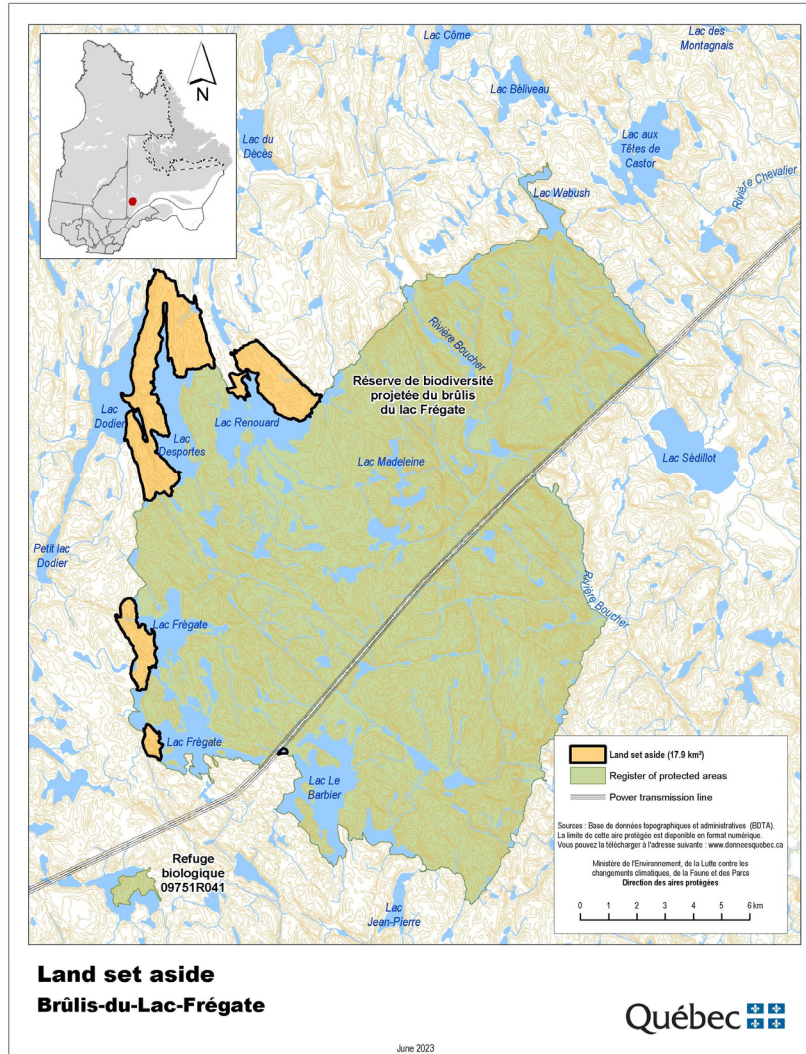 N
Lac Côme
Lac des
Montagnais
Lac Béliveau
Lac du
Décès
Lac aux
Têtes de
Castor
Rivière Chevalier
Lac Wabush
Rivière Boucher
Réserve de biodiversité
projetée du brûlis
du lac Frégate
Lac
Dodier
Lac Renouard
Lac
Desportes
Lac Madeleine
Lac Sédillot
Petit lac
Dodier
Rivière Boucher
Lac Frégate
Lac Frégate
Lac Le
Barbier
Refuge
biologique
09751R041
Lac
Jean-Pierre
Land set aside (17.9 km²)
Register of protected areas
Power transmission line
Sources : Base de données topographiques et administratives (BDTA).
La limite de cette aire protégée est disponible en format numérique.
Vous pouvez la télécharger à l'adresse suivante : www.donneesquebec.ca
Ministère de l'Environnement, de la Lutte contre les
changements climatiques, de la Faune et des Parcs
Direction des aires protégées
0 1 2 3 4 5 6 km
Land set aside
Brûlis-du-Lac-Frégate
Québec
June 2023